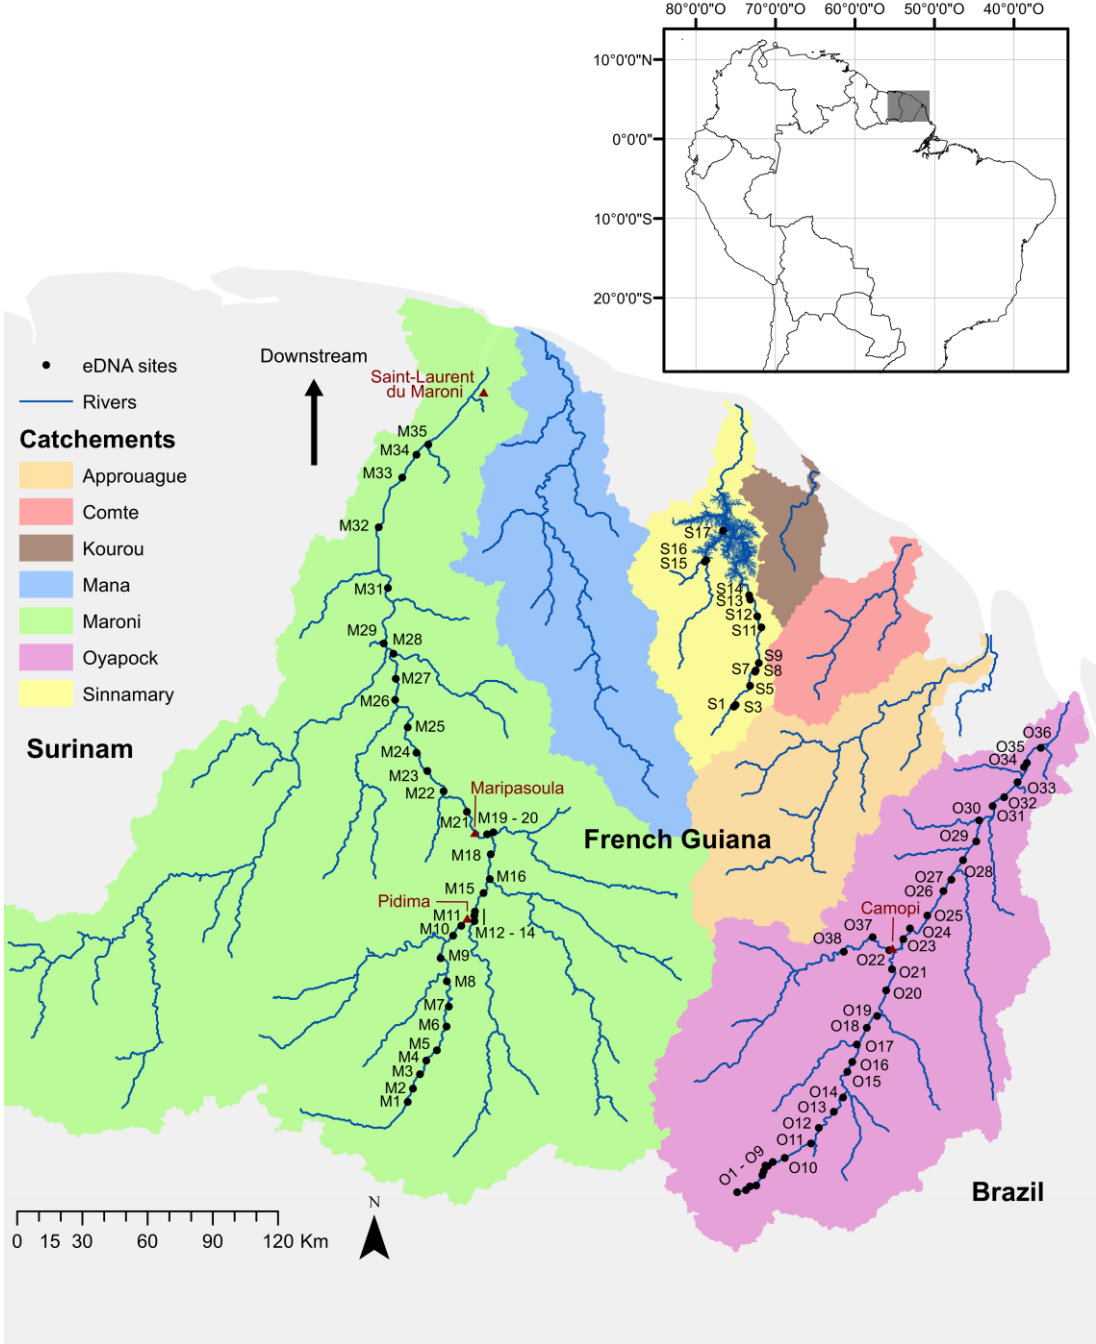 80°0'0"O 70°0'0"O 60°0'0"O 50°0'0"O 40°0'0"O
10°0'0"N
0°0'0"
10°0'0"S
20°0'0"S
eDNA sites
Rivers
Catchements
Approuague
Comte
Kourou
Mana
Maroni
Oyapock
Sinnamary
Downstream
Saint-Laurent
du Maroni
M35
M34
M33
M32
M31
M29
M28
M27
M26
M25
M24
M23
M22
Maripasoula
M21
M19 - 20
M18
M16
M15
Pidima
M11
M12 - 14
M10
M9
M8
M7
M6
M5
M4
M3
M2
M1
S17
S16
S15
S14
S13
S12
S11
S9
S7
S8
S5
S1
S3
Surinam
French Guiana
O36
O35
O34
O33
O32
O30
O31
O29
O28
O27
O26
Camopi
O25
O37
O24
O38
O23
O22
O21
O20
O19
O18
O17
O16
O15
O14
O13
O12
O11
O1 - O9
O10
Brazil
N
0 15 30 60 90 120 Km